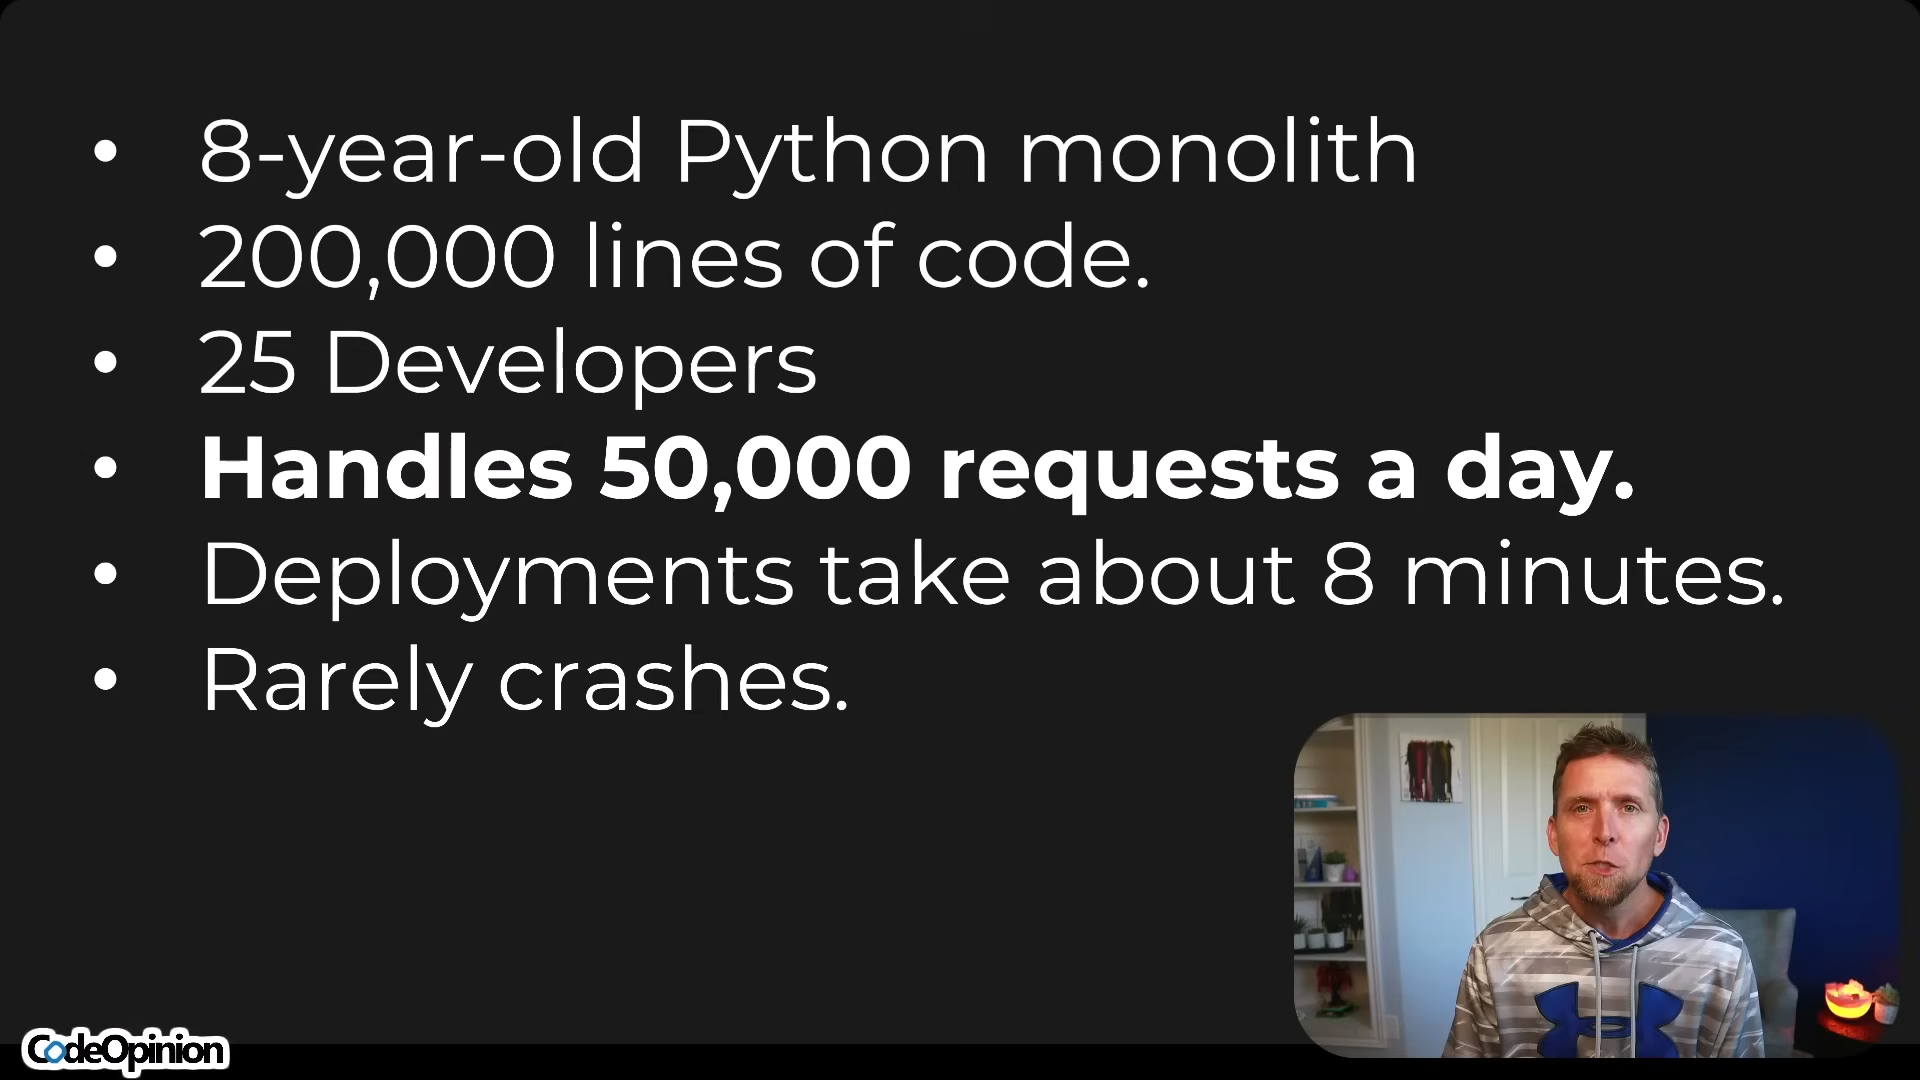 • 8-year-old Python monolith
• 200,000 lines of code.
• 25 Developers
• Handles 50,000 requests a day.
• Deployments take about 8 minutes.
• Rarely crashes.
CodeOpinion